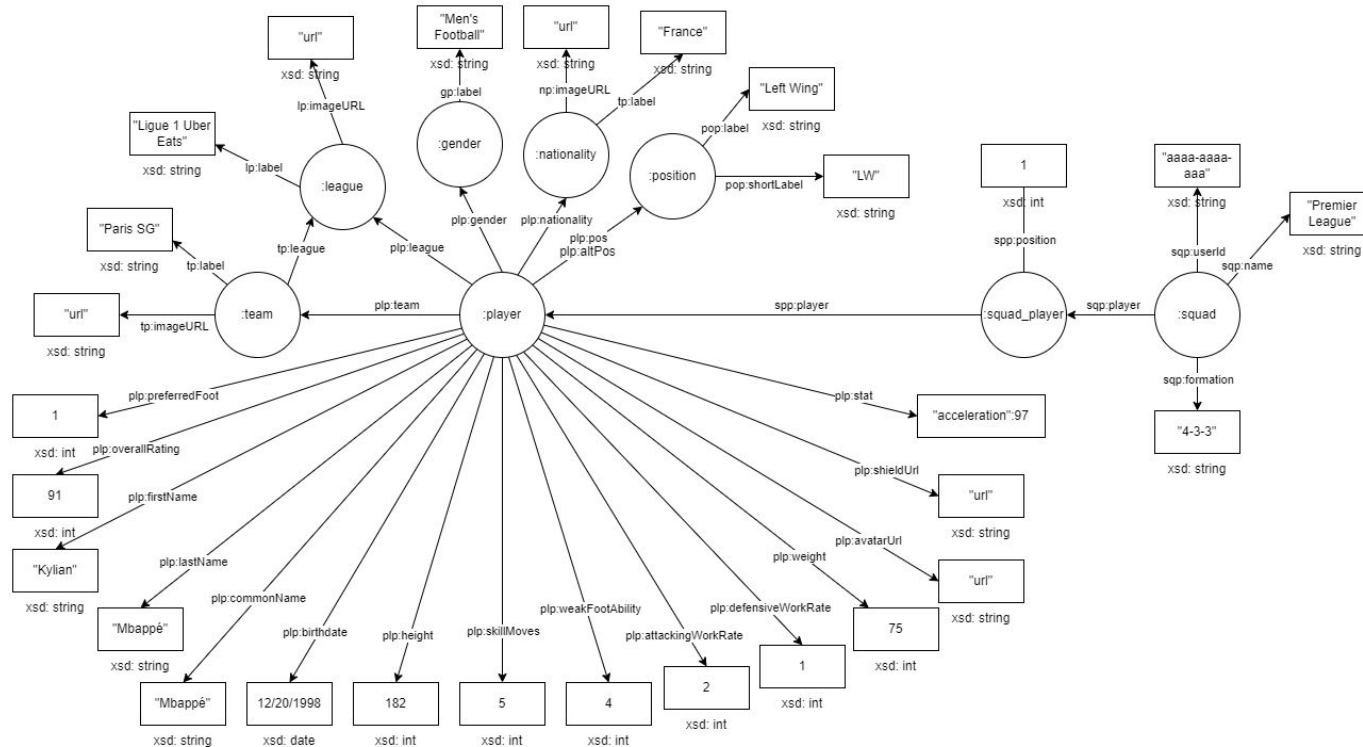 "url"
xsd: string
"Men's
Football"
xsd: string
"url"
xsd: string
"France"
xsd: string
lp:imageURL
gp:label
np:imageURL
tp:label
"Left Wing"
xsd: string
"Ligue 1 Uber
Eats"
xsd: string
lp:label
:league
:gender
:nationality
pop:label
:position
pop:shortLabel
"LW"
xsd: string
1
xsd: int
"aaaa-aaaa-
aaa"
xsd: string
"Premier
League"
xsd: string
"Paris SG"
xsd: string
tp:label
tp:league
plp:league
plp:gender
plp:nationality
plp:pos
plp:altPos
spp:position
sqp:userId
sqp:name
"url"
xsd: string
tp:imageURL
:team
plp:team
:player
spp:player
:squad_player
sqp:player
:squad
sqp:formation
"4-3-3"
xsd: string
plp:preferredFoot
1
xsd: int
plp:overallRating
91
xsd: int
plp:firstName
"Kylian"
xsd: string
plp:lastName
"Mbappé"
xsd: string
plp:commonName
"Mbappé"
xsd: string
plp:birthdate
12/20/1998
xsd: date
plp:height
182
xsd: int
plp:skillMoves
5
xsd: int
plp:weakFootAbility
4
xsd: int
plp:attackingWorkRate
2
xsd: int
plp:defensiveWorkRate
1
xsd: int
plp:weight
75
xsd: int
plp:avatarUrl
"url"
xsd: string
plp:shieldUrl
"url"
xsd: string
plp:stat
"acceleration":97